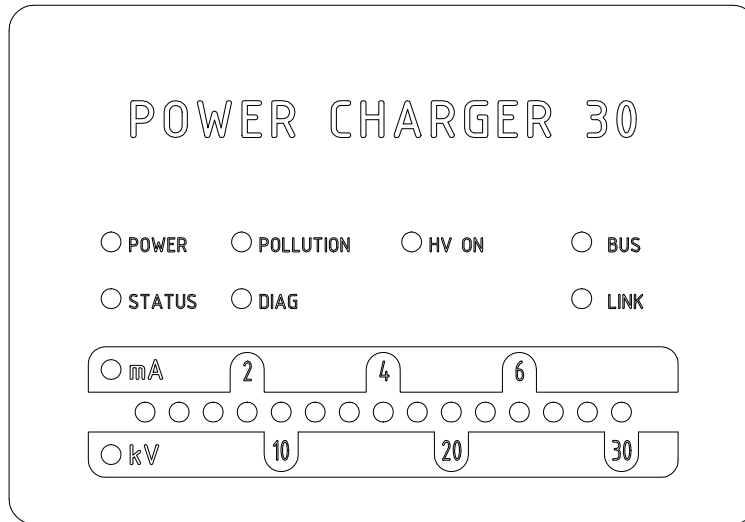 POWER CHARGER 30
POWER POLLUTION HV ON BUS
STATUS DIAG LINK
mA 2 4 6
kV 10 20 30